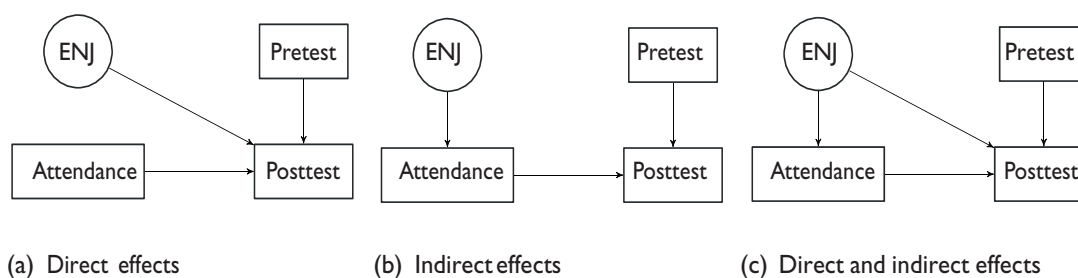 ENJ
Pretest
Attendance
Posttest
(a) Direct effects
ENJ
Pretest
Attendance
Posttest
(b) Indirect effects
ENJ
Pretest
Attendance
Posttest
(c) Direct and indirect effects